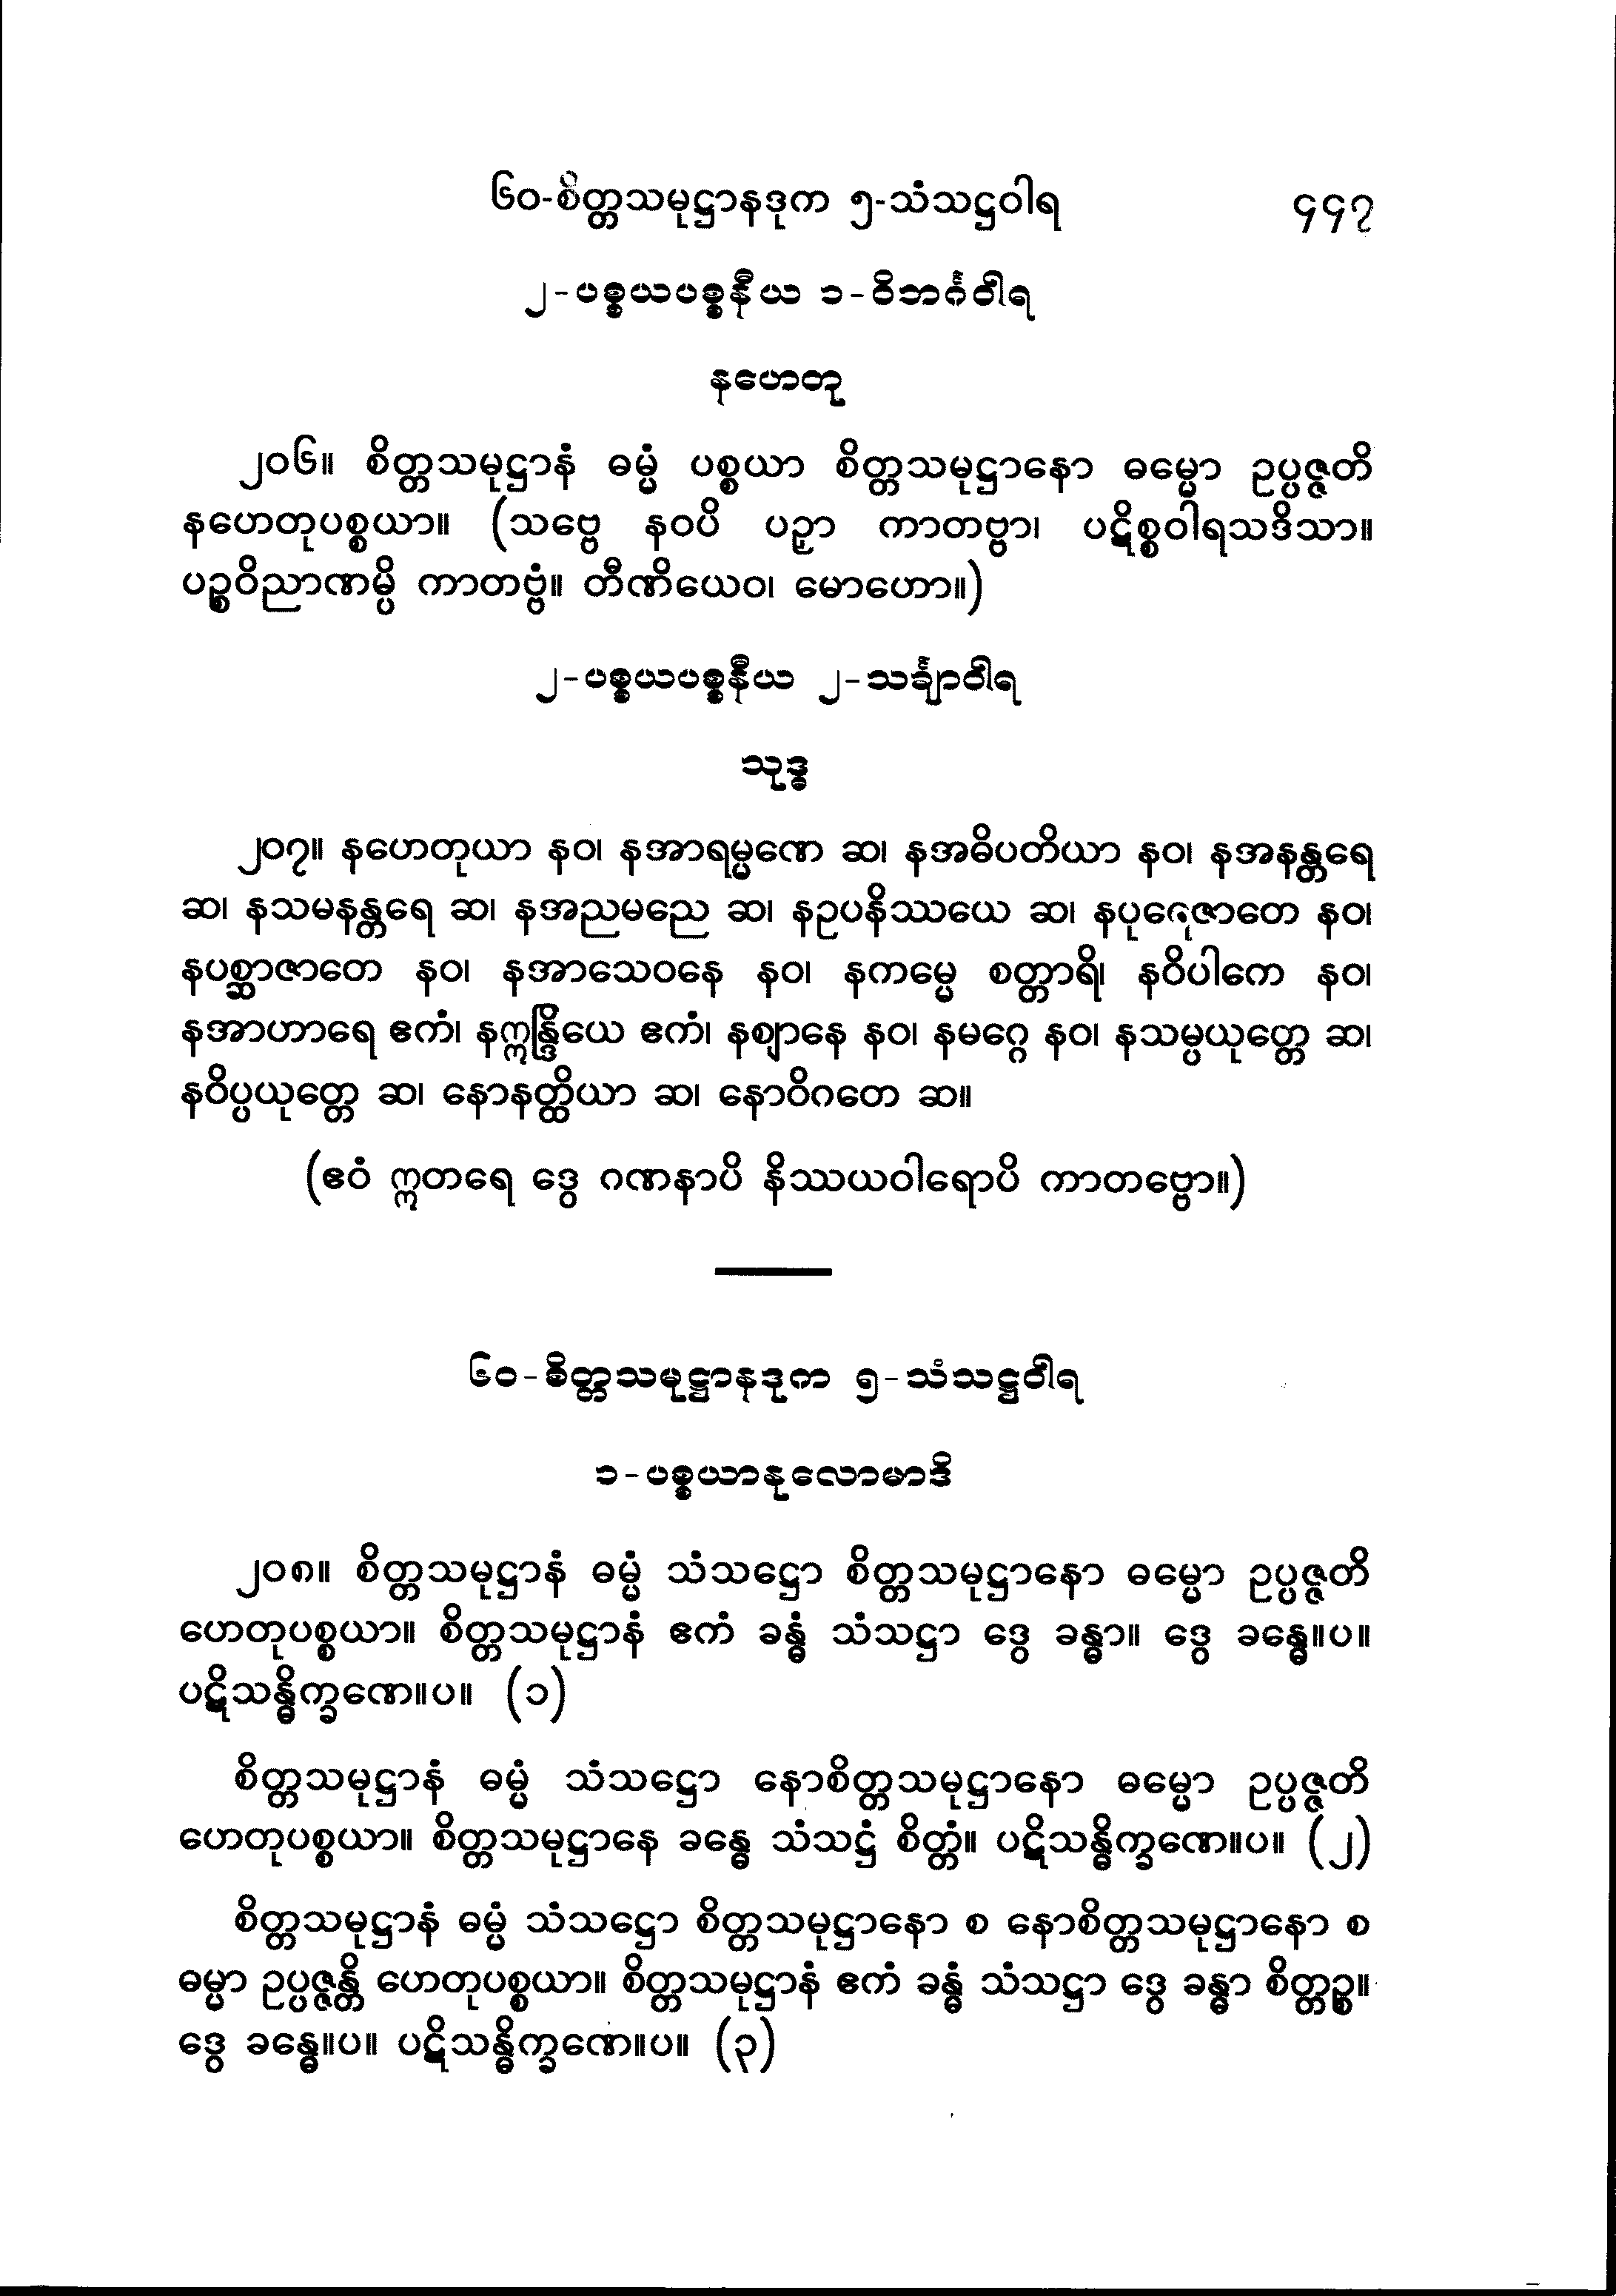 ၆၀-စိတ္တသမုဋ္ဌာနဒုက ၅-သံသဋ္ဌဝါရ ၄၄၇
၂-ပစ္စယပစ္စနီယ ၁-ဝိဘင်္ဂဝါရ
နဟေတု
၂၀၆။ စိတ္တသမုဋ္ဌာနံ ဓမ္မံ ပစ္စယာ စိတ္တသမုဋ္ဌာနော ဓမ္မော ဥပ္ပဇ္ဇတိ
နဟေတုပစ္စယာ။ (သဗ္ဗေ နဝပိ ပဉှာ ကာတဗ္ဗာ၊ ပဋိစ္စဝါရသဒိသာ။
ပဉ္စဝိညာဏမ္ပိ ကာတဗ္ဗံ။ တီဏိယေဝ၊ မောဟော။)
၂-ပစ္စယပစ္စနီယ ၂-သင်္ချာဝါရ
သုဒ္ဓ
၂၀၇။ နဟေတုယာ နဝ၊ နအာရမ္မဏေ ဆ၊ နအဓိပတိယာ နဝ၊ နအနန္တရေ
ဆ၊ နသမနန္တရေ ဆ၊ နအညမညေ ဆ၊ နဥပနိဿယေ ဆ၊ နပုရေဇာတေ နဝ၊
နပစ္ဆာဇာတေ နဝ၊ နအာသေဝနေ နဝ၊ နကမ္မေ စတ္တာရိ၊ နဝိပါကေ နဝ၊
နအာဟာရေ ဧကံ၊ နဣန္ဒြိယေ ဧကံ၊ နဈာနေ နဝ၊ နမဂ္ဂေ နဝ၊ နသမ္ပယုတ္တေ ဆ၊
နဝိပ္ပယုတ္တေ ဆ၊ နောနတ္ထိယာ ဆ၊ နောဝိဂတေ ဆ။
(ဧဝံ ဣတရေ ဒွေ ဂဏနာပိ နိဿယဝါရောပိ ကာတဗ္ဗော။)
၆၀-စိတ္တသမုဋ္ဌာနဒုက ၅-သံသဋ္ဌဝါရ
၁-ပစ္စယာနုလောမာဒိ
၂၀၈။ စိတ္တသမုဋ္ဌာနံ ဓမ္မံ သံသဋ္ဌော စိတ္တသမုဋ္ဌာနော ဓမ္မော ဥပ္ပဇ္ဇတိ
ဟေတုပစ္စယာ။ စိတ္တသမုဋ္ဌာနံ ဧကံ ခန္ဓံ သံသဋ္ဌာ ဒွေ ခန္ဓာ။ ဒွေ ခန္ဓေ။ပ။
ပဋိသန္ဓိက္ခဏေ။ပ။ (၁)
စိတ္တသမုဋ္ဌာနံ ဓမ္မံ သံသဋ္ဌော နောစိတ္တသမုဋ္ဌာနော ဓမ္မော ဥပ္ပဇ္ဇတိ
ဟေတုပစ္စယာ။ စိတ္တသမုဋ္ဌာနေ ခန္ဓေ သံသဋ္ဌံ စိတ္တံ။ ပဋိသန္ဓိက္ခဏေ။ပ။ (၂)
စိတ္တသမုဋ္ဌာနံ ဓမ္မံ သံသဋ္ဌော စိတ္တသမုဋ္ဌာနော စ နောစိတ္တသမုဋ္ဌာနော စ
ဓမ္မာ ဥပ္ပဇ္ဇန္တိ ဟေတုပစ္စယာ။ စိတ္တသမုဋ္ဌာနံ ဧကံ ခန္ဓံ သံသဋ္ဌာ ဒွေ ခန္ဓာ စိတ္တဉ္စ။
ဒွေ ခန္ဓေ။ပ။ ပဋိသန္ဓိက္ခဏေ။ပ။ (၃)